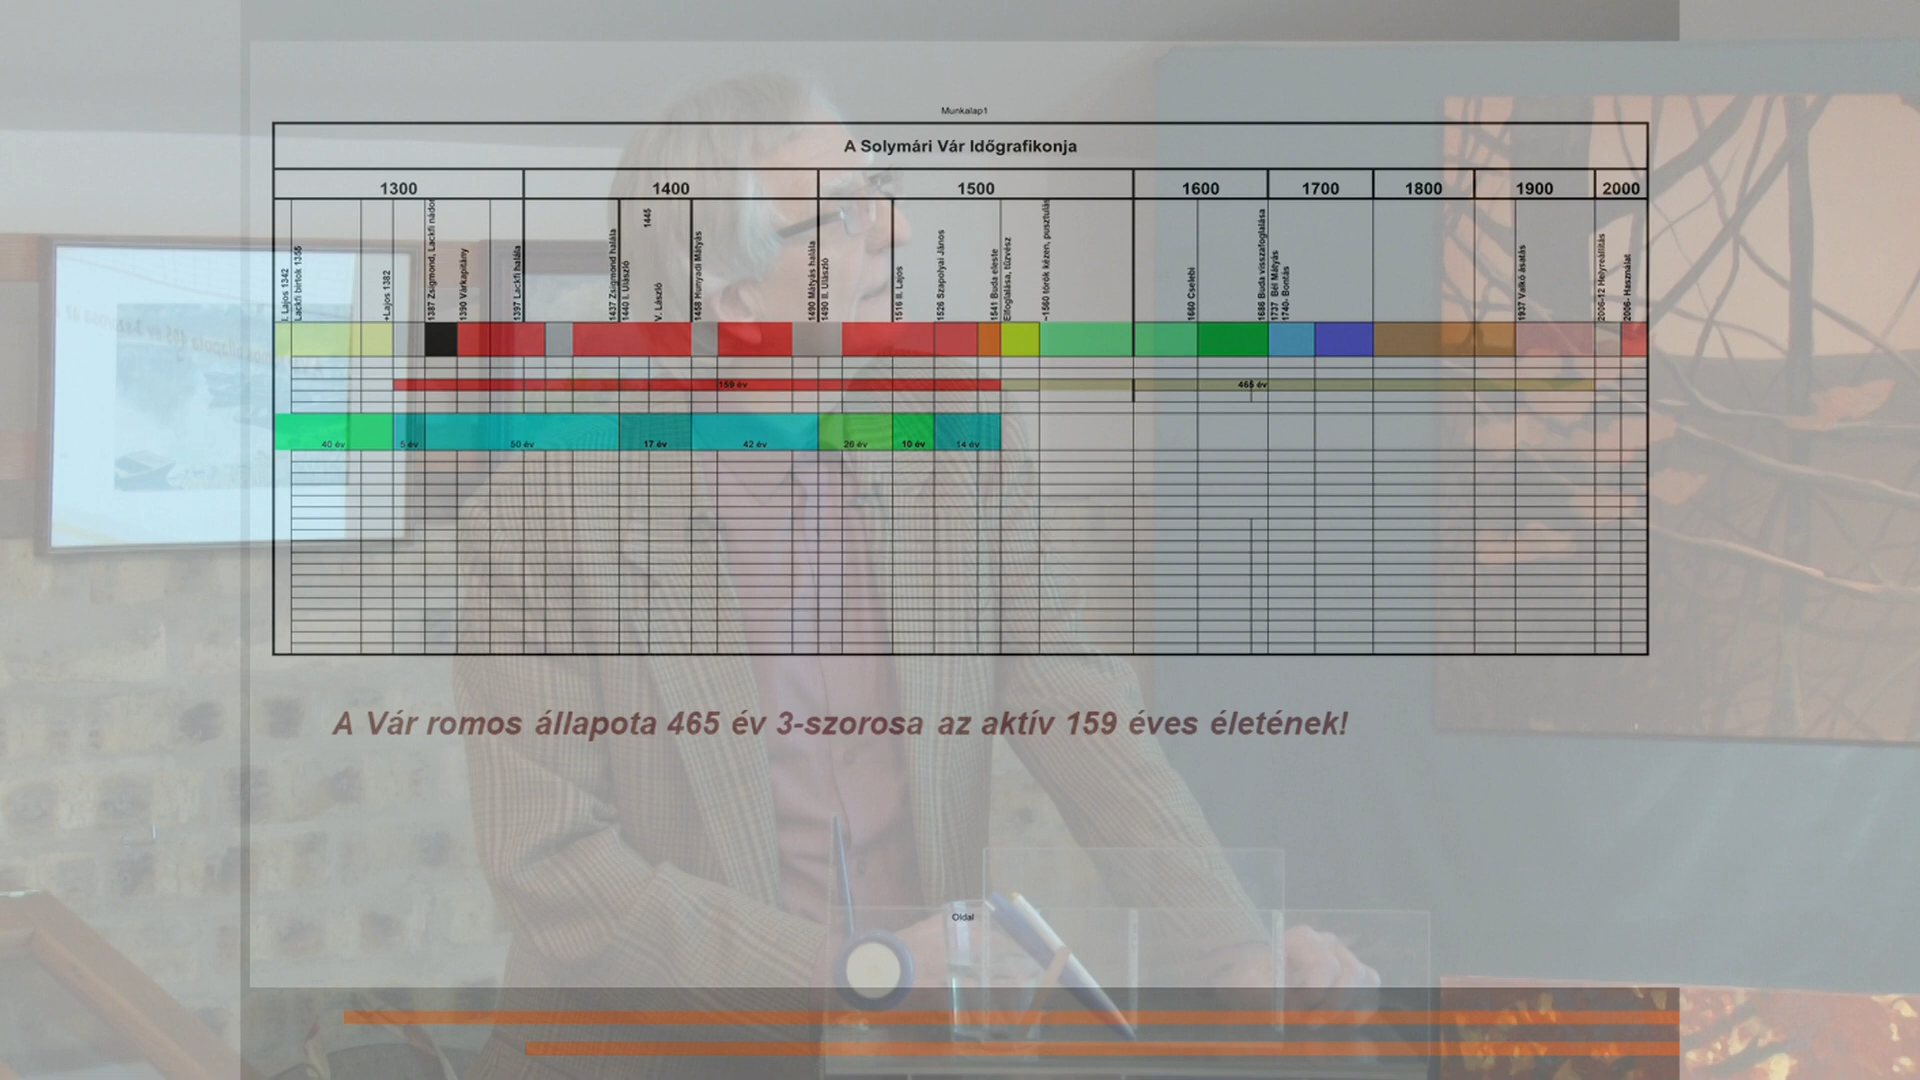 Munkalap1
A Solymári Vár Időgrafikonja
1300 1400 1500 1600 1700 1800 1900 2000
I. Lajos 1342
Lackfi birtok 1355
+Lajos 1382
1387 Zsigmond, Lackfi nádor
1390 Várkapitány
1397 Lackfi halála
1437 Zsigmond halála
1440 I. Ulászló
1445
V. László
1458 Hunyadi Mátyás
1490 Mátyás halála
1490 II. Ulászló
1516 II. Lajos
1526 Szapolyai János
1541 Buda eleste
Elfoglalása, tűzvész
~1560 török kézen, pusztulás
1660 Cselebi
1686 Buda visszafoglalása
1737 Bél Mátyás
1740- Bontás
1937 Valkó ásatás
2006-12 Helyreállítás
2006- Használat
159 év 465 év
40 év 5 év 50 év 17 év 42 év 26 év 10 év 14 év
A Vár romos állapota 465 év 3-szorosa az aktív 159 éves életének!
Oldal